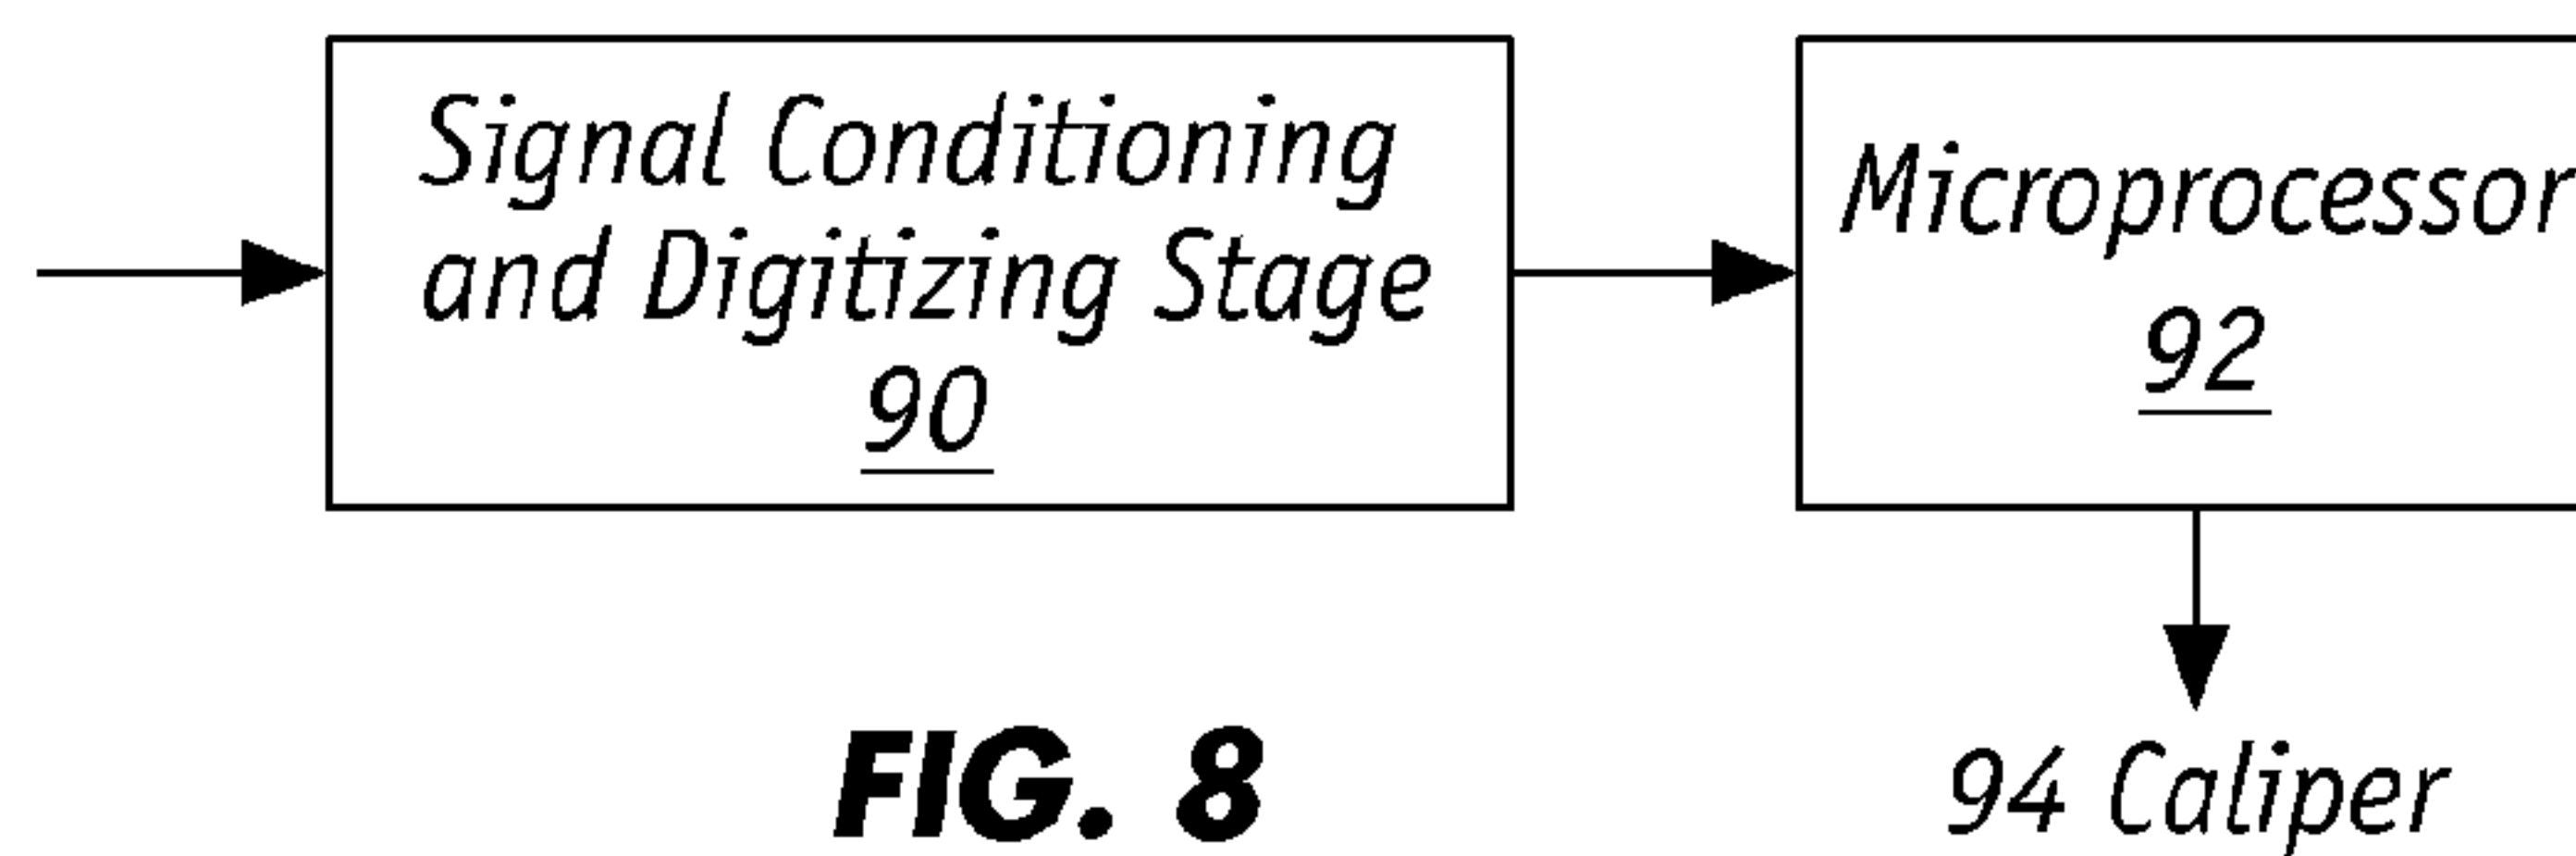 Signal Conditioning
and Digitizing Stage
90
Microprocessor
92
94 Caliper
FIG. 8